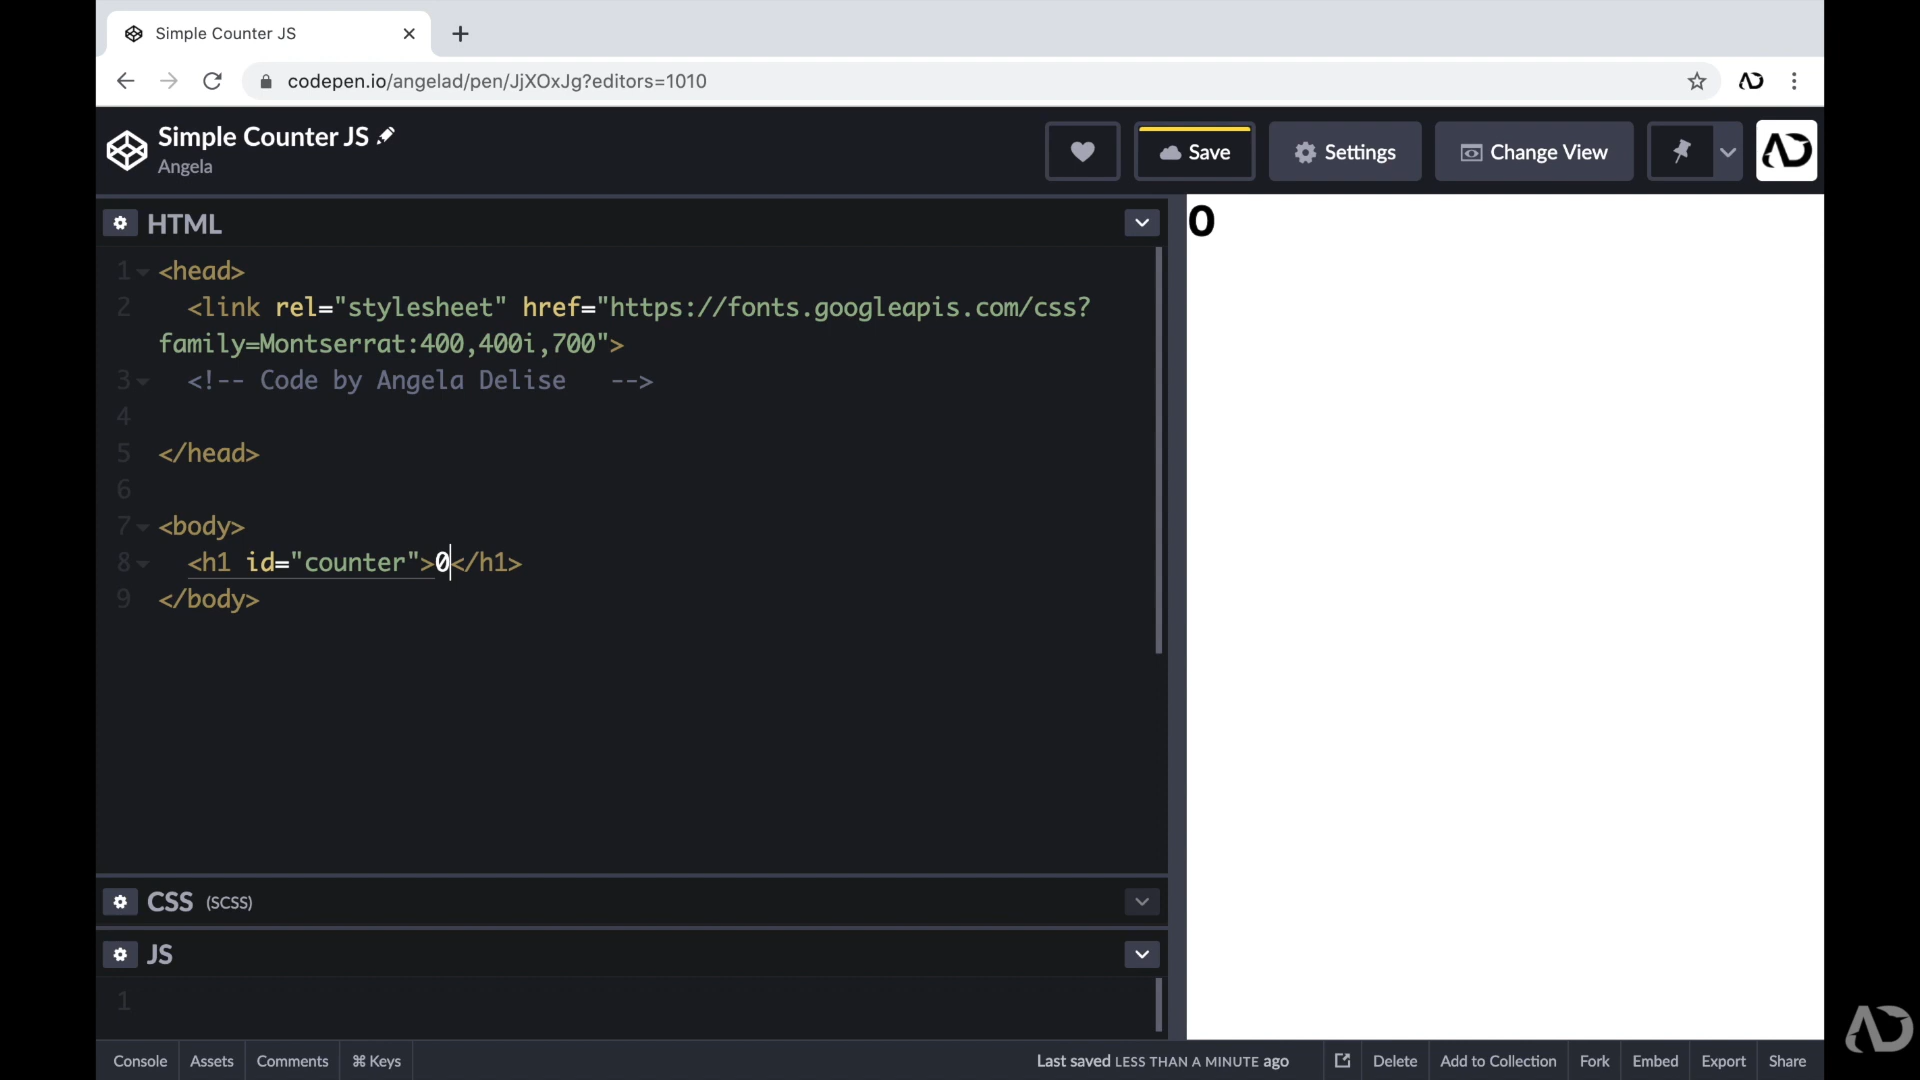 Simple Counter JS
codepen.io/angelad/pen/JjXOxJg?editors=1010
Simple Counter JS
Angela
Save
Settings
Change View
HTML
1 <head>
2 <link rel="stylesheet" href="https://fonts.googleapis.com/css?
family=Montserrat:400,400i,700">
3 <!-- Code by Angela Delise   -->
4
5 </head>
6
7 <body>
8 <h1 id="counter">0</h1>
9 </body>
0
CSS (SCSS)
JS
1
Console Assets Comments ⌘ Keys Last saved LESS THAN A MINUTE ago Delete Add to Collection Fork Embed Export Share